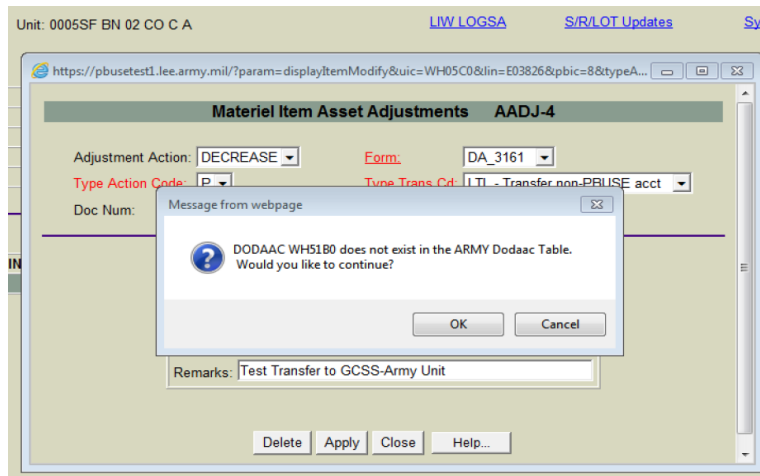 Unit: 0005SF BN 02 CO C A LIW LOGSA S/R/LOT Updates Sy
https://pbusetest1.lee.army.mil/?param=displayItemModify&uic=WH05C0&lin=E03826&pbic=8&typeA...
Materiel Item Asset Adjustments AADJ-4
Adjustment Action: DECREASE Form: DA_3161
Type Action Code: P Type Trans Cd: LTL - Transfer non-PBUSE acct
Doc Num:
Message from webpage
DODAAC WH51B0 does not exist in the ARMY Dodaac Table.
Would you like to continue?
OK Cancel
IN
Remarks: Test Transfer to GCSS-Army Unit
Delete Apply Close Help...